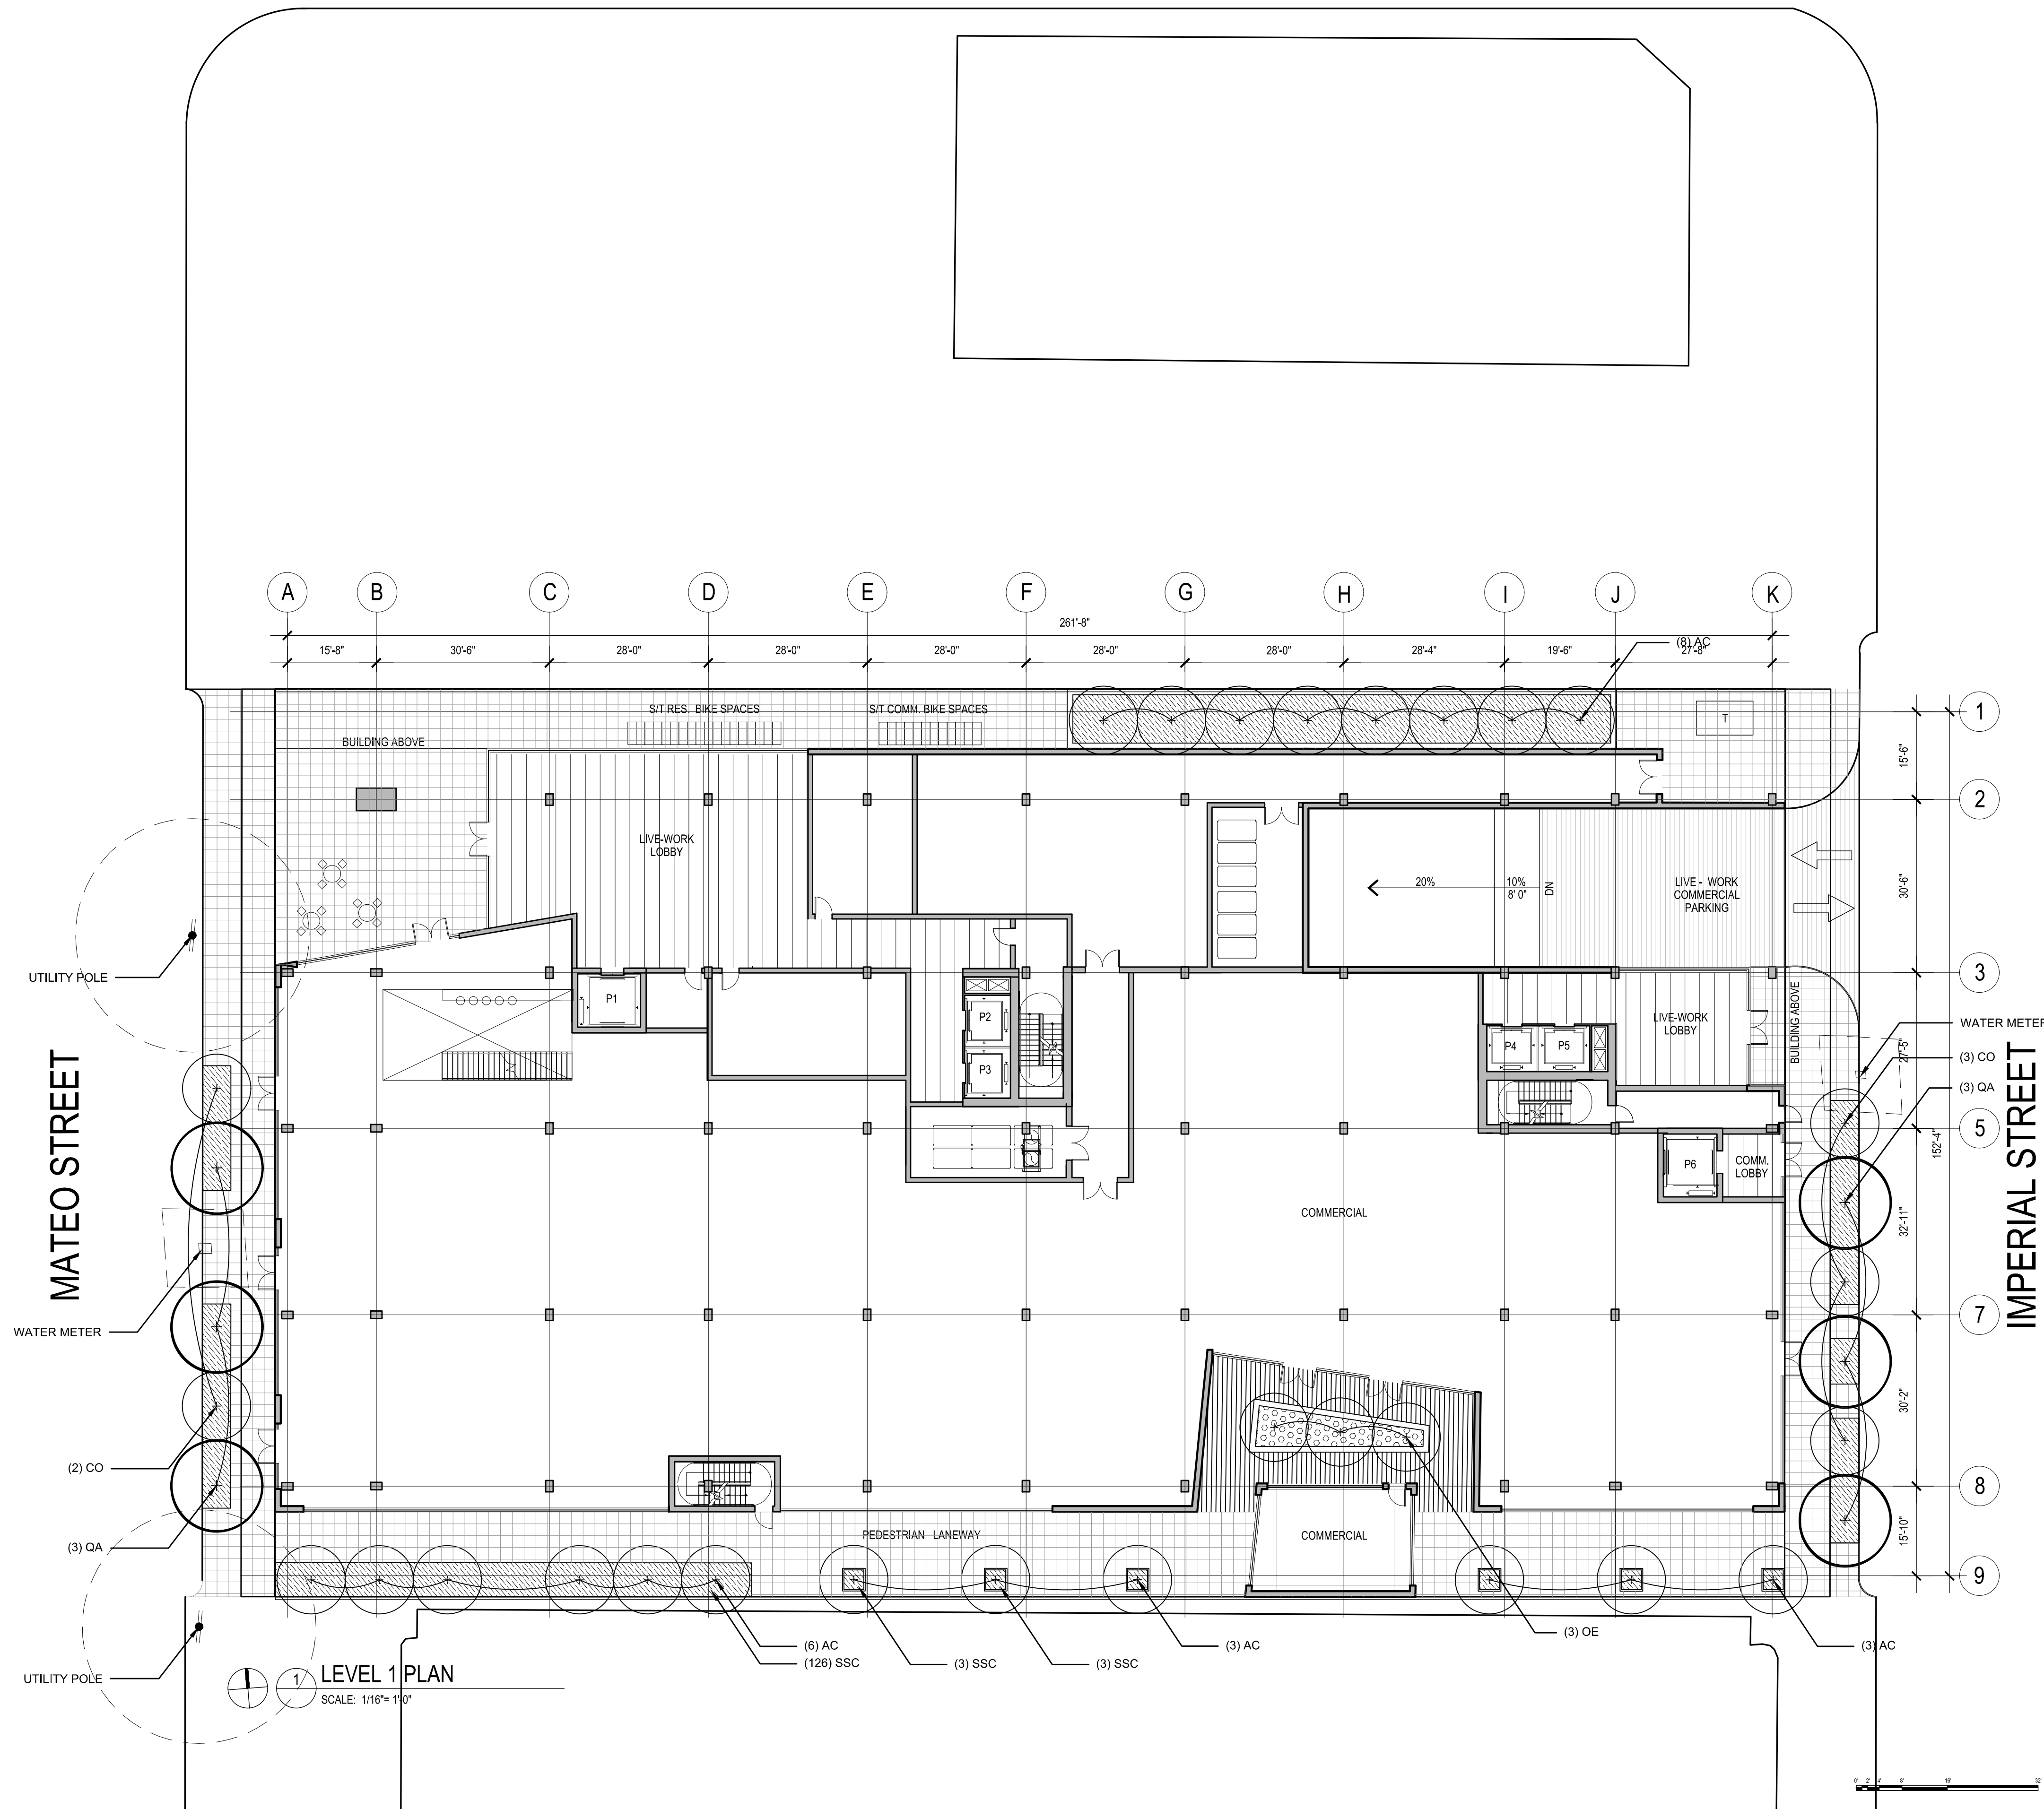 A
B
C
D
E
F
G
H
I
J
K
261'-8"
15'-8"
30'-6"
28'-0"
28'-0"
28'-0"
28'-0"
28'-0"
28'-4"
19'-6"
27'-8"
(8) AC
S/T RES. BIKE SPACES
S/T COMM. BIKE SPACES
BUILDING ABOVE
T
1
15'-6"
2
LIVE-WORK
LOBBY
20%
10%
8' 0"
DN
LIVE - WORK
COMMERCIAL
PARKING
30'-6"
UTILITY POLE
3
P1
P2
P3
P4
P5
LIVE-WORK
LOBBY
BUILDING ABOVE
27'-5"
WATER METER
(3) CO
(3) QA
MATEO STREET
IMPERIAL STREET
5
152'-4"
P6
COMM.
LOBBY
COMMERCIAL
32'-11"
7
WATER METER
30'-2"
(2) CO
8
(3) QA
PEDESTRIAN LANEWAY
COMMERCIAL
15'-10"
9
(6) AC
(126) SSC
(3) SSC
(3) SSC
(3) AC
(3) OE
(3) AC
UTILITY POLE
1
LEVEL 1 PLAN
SCALE: 1/16"= 1'-0"
0' 2' 4' 8' 16' 32'